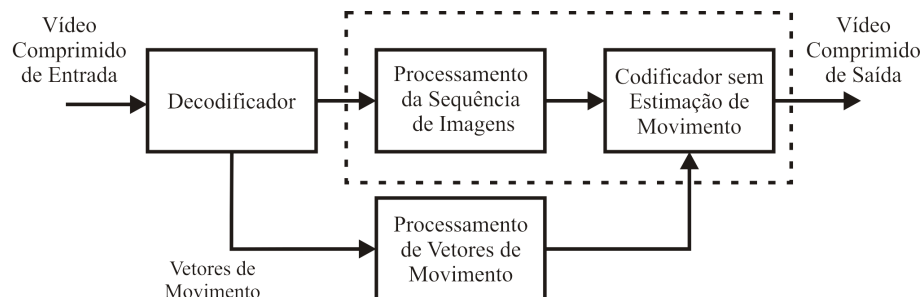 Vídeo
Comprimido
de Entrada
Decodificador
Processamento
da Sequência
de Imagens
Codificador sem
Estimação de
Movimento
Vídeo
Comprimido
de Saída
Vetores de
Movimento
Processamento
de Vetores de
Movimento